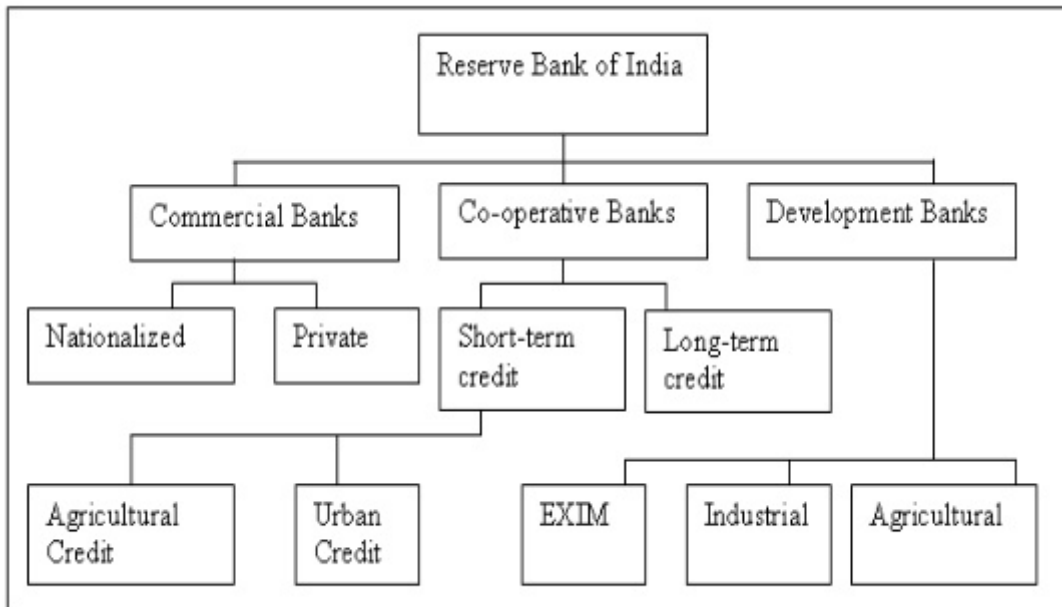 Reserve Bank of India
Commercial Banks
Co-operative Banks
Development Banks
Nationalized
Private
Short-term
credit
Long-term
credit
Agricultural
Credit
Urban
Credit
EXIM
Industrial
Agricultural